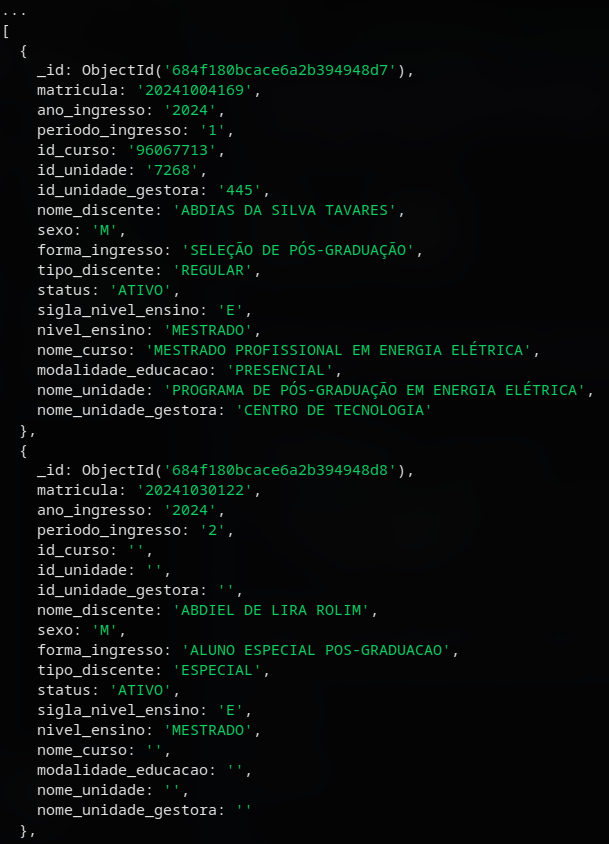 ...
[
  {
    _id: ObjectId('684f180bcace6a2b394948d7'),
    matricula: '20241004169',
    ano_ingresso: '2024',
    periodo_ingresso: '1',
    id_curso: '96067713',
    id_unidade: '7268',
    id_unidade_gestora: '445',
    nome_discente: 'ABDIAS DA SILVA TAVARES',
    sexo: 'M',
    forma_ingresso: 'SELEÇÃO DE PÓS-GRADUAÇÃO',
    tipo_discente: 'REGULAR',
    status: 'ATIVO',
    sigla_nivel_ensino: 'E',
    nivel_ensino: 'MESTRADO',
    nome_curso: 'MESTRADO PROFISSIONAL EM ENERGIA ELÉTRICA',
    modalidade_educacao: 'PRESENCIAL',
    nome_unidade: 'PROGRAMA DE PÓS-GRADUAÇÃO EM ENERGIA ELÉTRICA',
    nome_unidade_gestora: 'CENTRO DE TECNOLOGIA'
  },
  {
    _id: ObjectId('684f180bcace6a2b394948d8'),
    matricula: '20241030122',
    ano_ingresso: '2024',
    periodo_ingresso: '2',
    id_curso: '',
    id_unidade: '',
    id_unidade_gestora: '',
    nome_discente: 'ABDIEL DE LIRA ROLIM',
    sexo: 'M',
    forma_ingresso: 'ALUNO ESPECIAL POS-GRADUACAO',
    tipo_discente: 'ESPECIAL',
    status: 'ATIVO',
    sigla_nivel_ensino: 'E',
    nivel_ensino: 'MESTRADO',
    nome_curso: '',
    modalidade_educacao: '',
    nome_unidade: '',
    nome_unidade_gestora: ''
  },